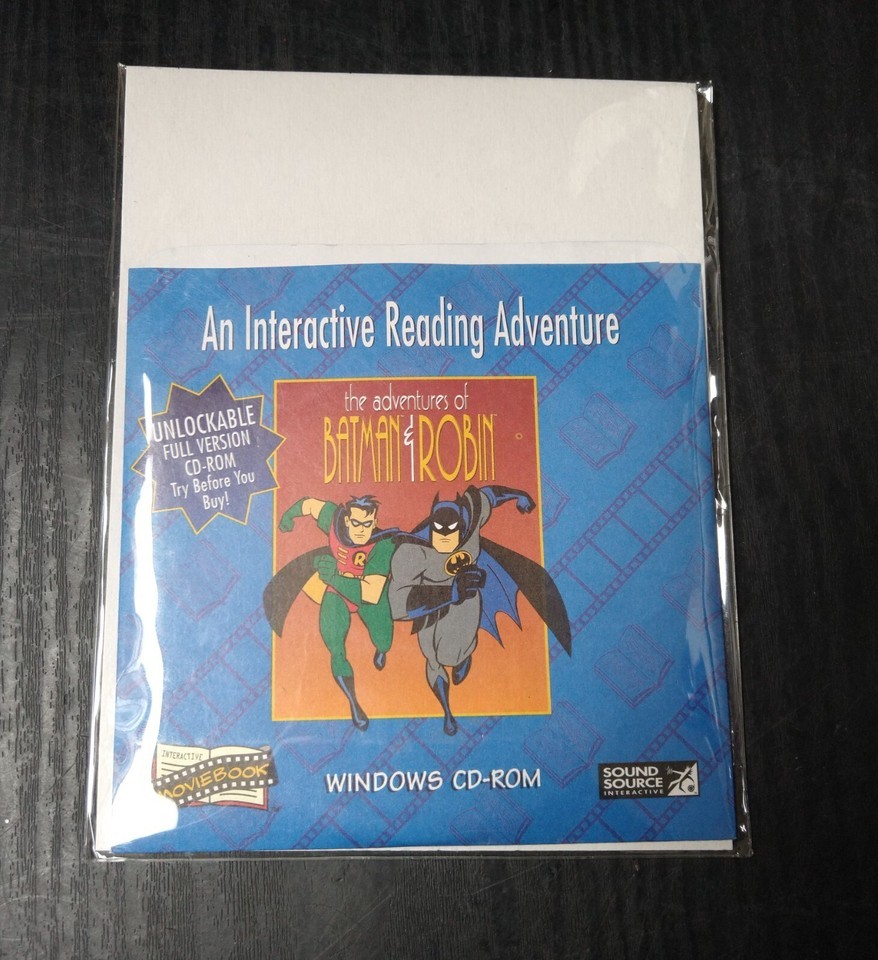 An Interactive Reading Adventure
UNLOCKABLE
FULL VERSION
CD-ROM
Try Before You
Buy!
the adventures of
BATMAN & ROBIN
R
INTERACTIVE
MOVIEBOOK
WINDOWS CD-ROM
SOUND
SOURCE
INTERACTIVE